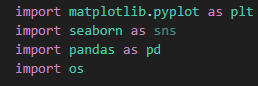 import matplotlib.pyplot as plt
import seaborn as sns
import pandas as pd
import os